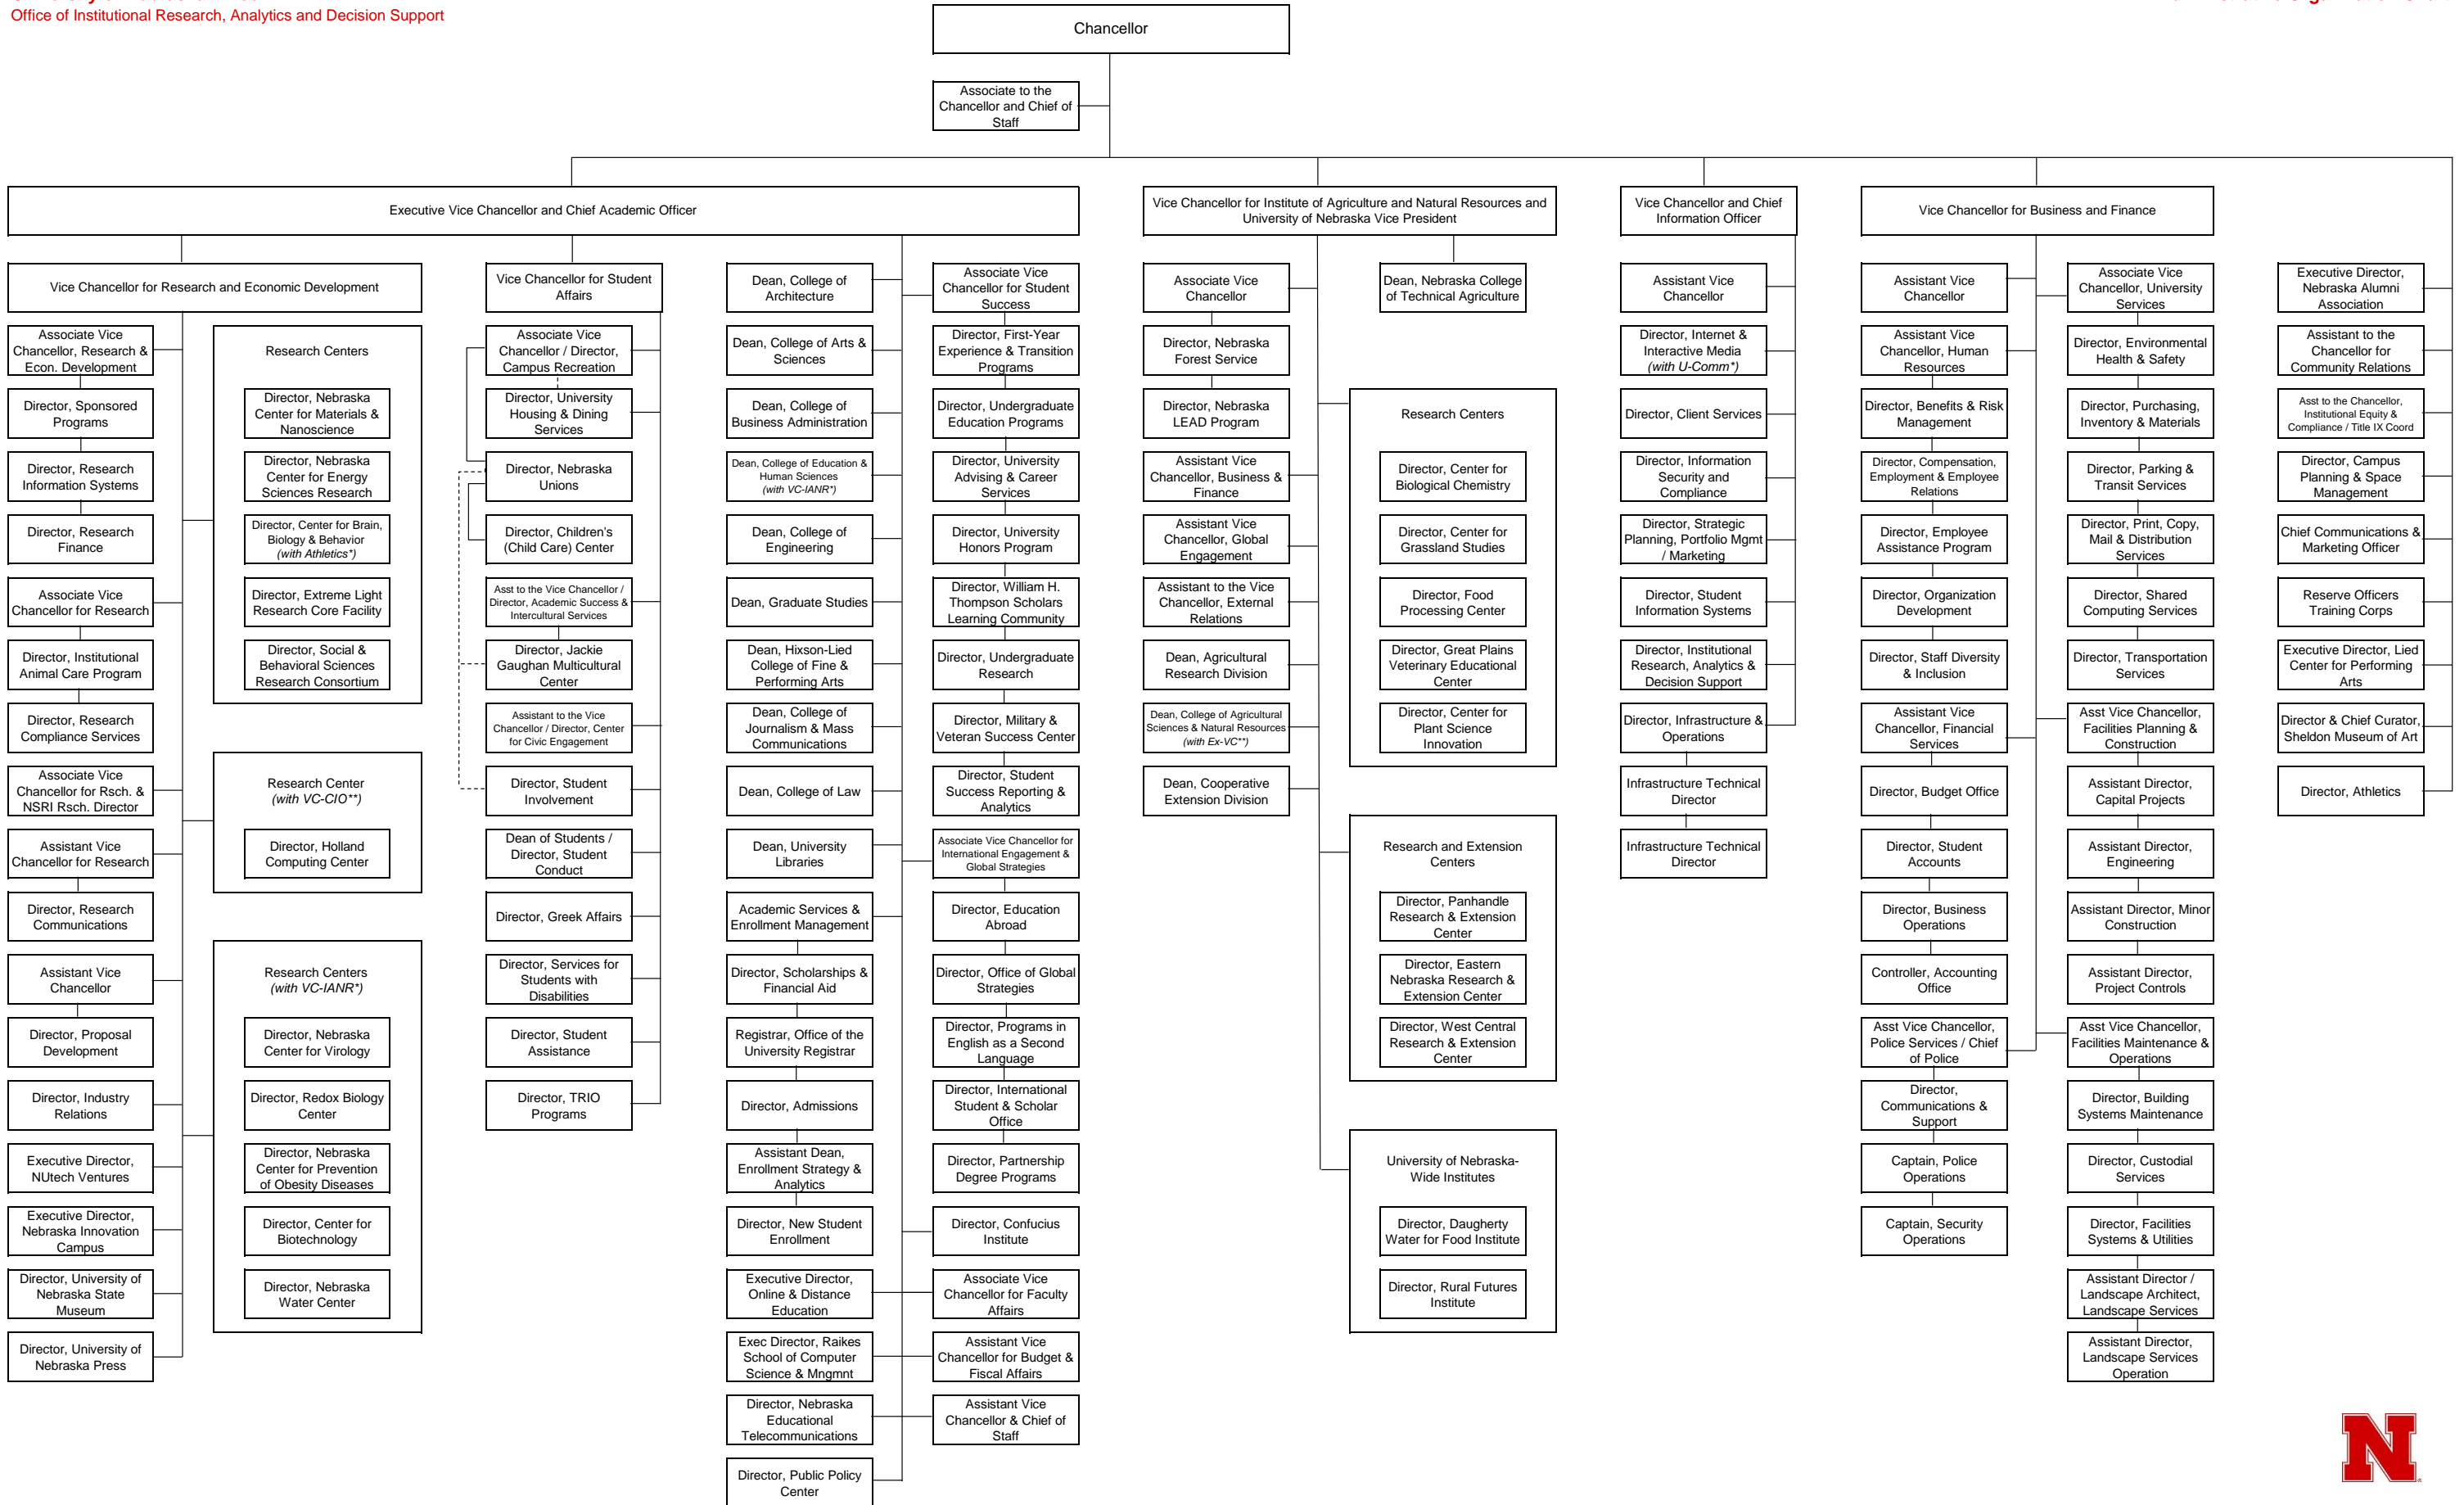 Office of Institutional Research, Analytics and Decision Support
Chancellor
Associate to the
Chancellor and Chief of
Staff
Executive Vice Chancellor and Chief Academic Officer
Vice Chancellor for Institute of Agriculture and Natural Resources and
University of Nebraska Vice President
Vice Chancellor and Chief
Information Officer
Vice Chancellor for Business and Finance
Vice Chancellor for Research and Economic Development
Associate Vice
Chancellor, Research &
Econ. Development
Director, Sponsored
Programs
Director, Research
Information Systems
Director, Research
Finance
Associate Vice
Chancellor for Research
Director, Institutional
Animal Care Program
Director, Research
Compliance Services
Associate Vice
Chancellor for Rsch. &
NSRI Rsch. Director
Assistant Vice
Chancellor for Research
Director, Research
Communications
Assistant Vice
Chancellor
Director, Proposal
Development
Director, Industry
Relations
Executive Director,
NUtech Ventures
Executive Director,
Nebraska Innovation
Campus
Director, University of
Nebraska State
Museum
Director, University of
Nebraska Press
Research Centers
Director, Nebraska
Center for Materials &
Nanoscience
Director, Nebraska
Center for Energy
Sciences Research
Director, Center for Brain,
Biology & Behavior
(with Athletics*)
Director, Extreme Light
Research Core Facility
Director, Social &
Behavioral Sciences
Research Consortium
Research Center
(with VC-CIO**)
Director, Holland
Computing Center
Research Centers
(with VC-IANR*)
Director, Nebraska
Center for Virology
Director, Redox Biology
Center
Director, Nebraska
Center for Prevention
of Obesity Diseases
Director, Center for
Biotechnology
Director, Nebraska
Water Center
Vice Chancellor for Student
Affairs
Associate Vice
Chancellor / Director,
Campus Recreation
Director, University
Housing & Dining
Services
Director, Nebraska
Unions
Director, Children's
(Child Care) Center
Asst to the Vice Chancellor /
Director, Academic Success &
Intercultural Services
Director, Jackie
Gaughan Multicultural
Center
Assistant to the Vice
Chancellor / Director, Center
for Civic Engagement
Director, Student
Involvement
Dean of Students /
Director, Student
Conduct
Director, Greek Affairs
Director, Services for
Students with
Disabilities
Director, Student
Assistance
Director, TRIO
Programs
Dean, College of
Architecture
Dean, College of Arts &
Sciences
Dean, College of
Business Administration
Dean, College of Education &
Human Sciences
(with VC-IANR*)
Dean, College of
Engineering
Dean, Graduate Studies
Dean, Hixson-Lied
College of Fine &
Performing Arts
Dean, College of
Journalism & Mass
Communications
Dean, College of Law
Dean, University
Libraries
Academic Services &
Enrollment Management
Director, Scholarships &
Financial Aid
Registrar, Office of the
University Registrar
Director, Admissions
Assistant Dean,
Enrollment Strategy &
Analytics
Director, New Student
Enrollment
Executive Director,
Online & Distance
Education
Exec Director, Raikes
School of Computer
Science & Mngmnt
Director, Nebraska
Educational
Telecommunications
Director, Public Policy
Center
Associate Vice
Chancellor for Student
Success
Director, First-Year
Experience & Transition
Programs
Director, Undergraduate
Education Programs
Director, University
Advising & Career
Services
Director, University
Honors Program
Director, William H.
Thompson Scholars
Learning Community
Director, Undergraduate
Research
Director, Military &
Veteran Success Center
Director, Student
Success Reporting &
Analytics
Associate Vice Chancellor for
International Engagement &
Global Strategies
Director, Education
Abroad
Director, Office of Global
Strategies
Director, Programs in
English as a Second
Language
Director, International
Student & Scholar
Office
Director, Partnership
Degree Programs
Director, Confucius
Institute
Associate Vice
Chancellor for Faculty
Affairs
Assistant Vice
Chancellor for Budget &
Fiscal Affairs
Assistant Vice
Chancellor & Chief of
Staff
Associate Vice
Chancellor
Director, Nebraska
Forest Service
Director, Nebraska
LEAD Program
Assistant Vice
Chancellor, Business &
Finance
Assistant Vice
Chancellor, Global
Engagement
Assistant to the Vice
Chancellor, External
Relations
Dean, Agricultural
Research Division
Dean, College of Agricultural
Sciences & Natural Resources
(with Ex-VC**)
Dean, Cooperative
Extension Division
Dean, Nebraska College
of Technical Agriculture
Research Centers
Director, Center for
Biological Chemistry
Director, Center for
Grassland Studies
Director, Food
Processing Center
Director, Great Plains
Veterinary Educational
Center
Director, Center for
Plant Science
Innovation
Research and Extension
Centers
Director, Panhandle
Research & Extension
Center
Director, Eastern
Nebraska Research &
Extension Center
Director, West Central
Research & Extension
Center
University of Nebraska-
Wide Institutes
Director, Daugherty
Water for Food Institute
Director, Rural Futures
Institute
Assistant Vice
Chancellor
Director, Internet &
Interactive Media
(with U-Comm*)
Director, Client Services
Director, Information
Security and
Compliance
Director, Strategic
Planning, Portfolio Mgmt
/ Marketing
Director, Student
Information Systems
Director, Institutional
Research, Analytics &
Decision Support
Director, Infrastructure &
Operations
Infrastructure Technical
Director
Infrastructure Technical
Director
Assistant Vice
Chancellor
Assistant Vice
Chancellor, Human
Resources
Director, Benefits & Risk
Management
Director, Compensation,
Employment & Employee
Relations
Director, Employee
Assistance Program
Director, Organization
Development
Director, Staff Diversity
& Inclusion
Assistant Vice
Chancellor, Financial
Services
Director, Budget Office
Director, Student
Accounts
Director, Business
Operations
Controller, Accounting
Office
Asst Vice Chancellor,
Police Services / Chief
of Police
Director,
Communications &
Support
Captain, Police
Operations
Captain, Security
Operations
Associate Vice
Chancellor, University
Services
Director, Environmental
Health & Safety
Director, Purchasing,
Inventory & Materials
Director, Parking &
Transit Services
Director, Print, Copy,
Mail & Distribution
Services
Director, Shared
Computing Services
Director, Transportation
Services
Asst Vice Chancellor,
Facilities Planning &
Construction
Assistant Director,
Capital Projects
Assistant Director,
Engineering
Assistant Director, Minor
Construction
Assistant Director,
Project Controls
Asst Vice Chancellor,
Facilities Maintenance &
Operations
Director, Building
Systems Maintenance
Director, Custodial
Services
Director, Facilities
Systems & Utilities
Assistant Director /
Landscape Architect,
Landscape Services
Assistant Director,
Landscape Services
Operation
Executive Director,
Nebraska Alumni
Association
Assistant to the
Chancellor for
Community Relations
Asst to the Chancellor,
Institutional Equity &
Compliance / Title IX Coord
Director, Campus
Planning & Space
Management
Chief Communications &
Marketing Officer
Reserve Officers
Training Corps
Executive Director, Lied
Center for Performing
Arts
Director & Chief Curator,
Sheldon Museum of Art
Director, Athletics
N